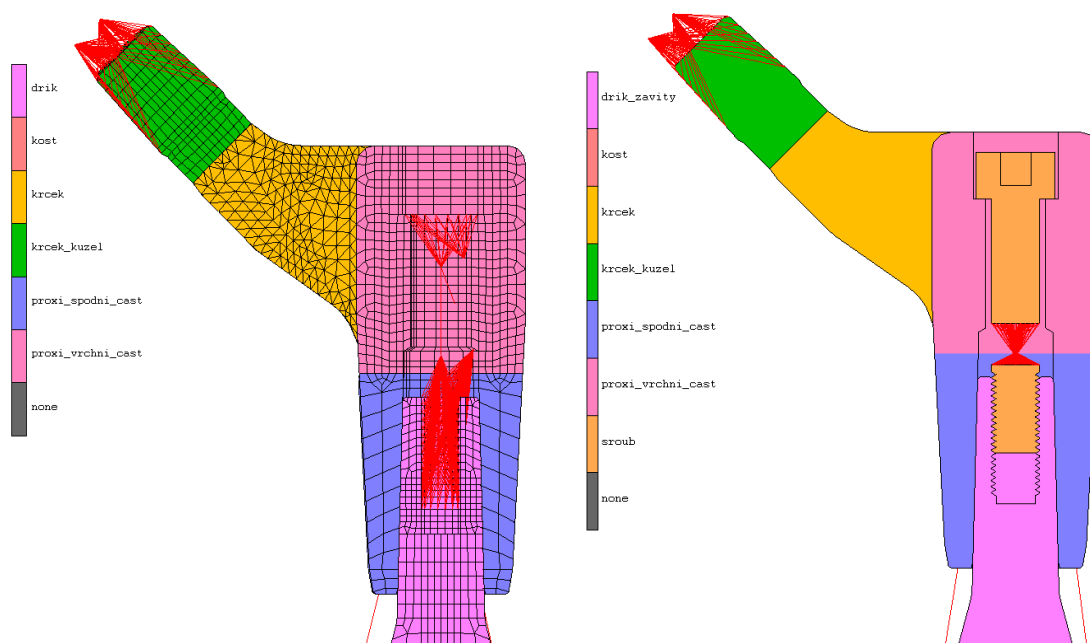 drik
kost
krcek
krcek_kuzel
proxi_spodni_cast
proxi_vrchni_cast
none
drik_zavity
kost
krcek
krcek_kuzel
proxi_spodni_cast
proxi_vrchni_cast
sroub
none